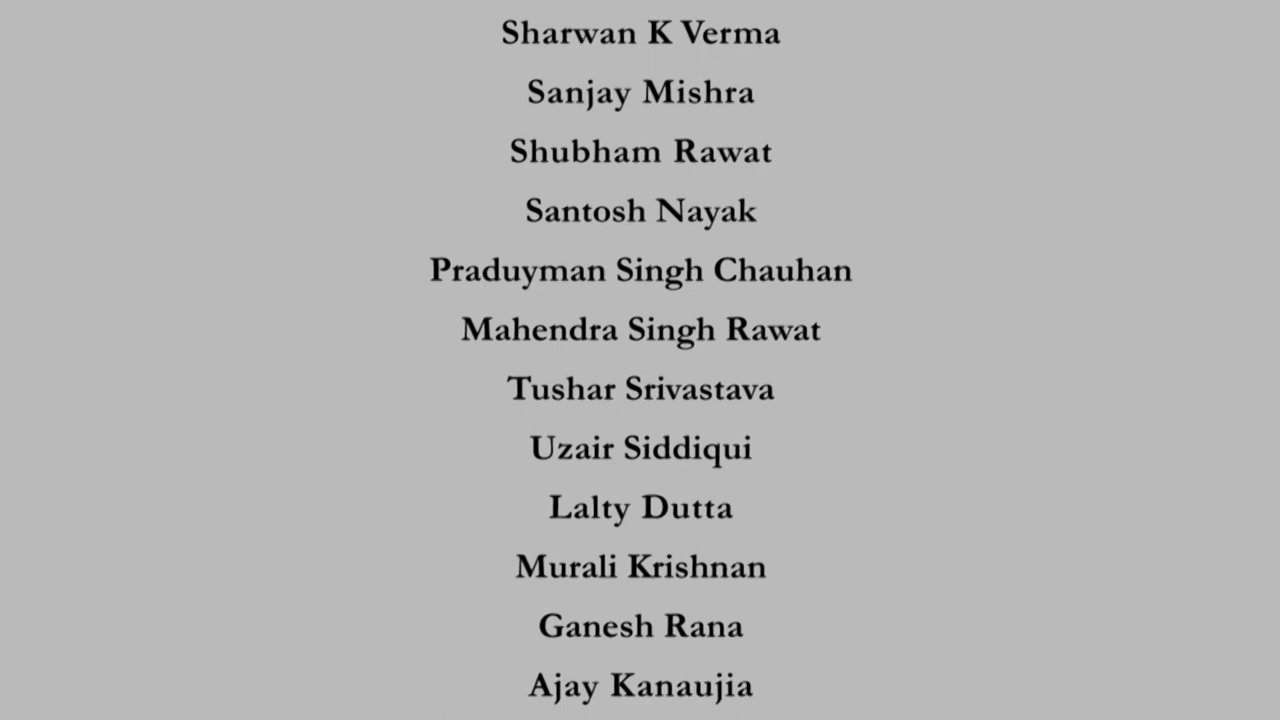 Sharwan K Verma
Sanjay Mishra
Shubham Rawat
Santosh Nayak
Praduyman Singh Chauhan
Mahendra Singh Rawat
Tushar Srivastava
Uzair Siddiqui
Lalty Dutta
Murali Krishnan
Ganesh Rana
Ajay Kanaujia